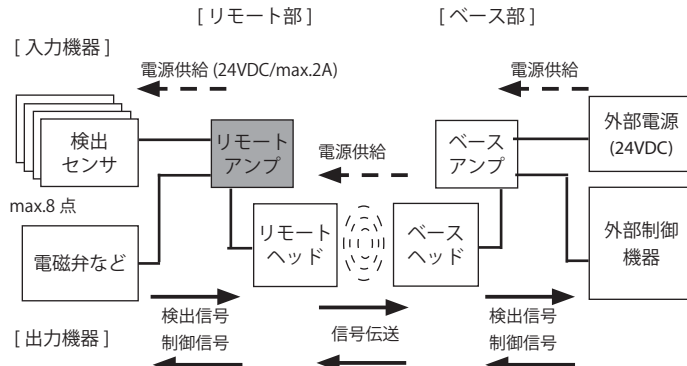 [ リモート部 ]
[ ベース部 ]
[ 入力機器 ]
電源供給 (24VDC/max.2A)
電源供給
検出
センサ
リモート
アンプ
電源供給
ベース
アンプ
外部電源
(24VDC)
max.8 点
電磁弁など
リモート
ヘッド
ベース
ヘッド
外部制御
機器
検出信号
制御信号
信号伝送
検出信号
制御信号
[ 出力機器 ]